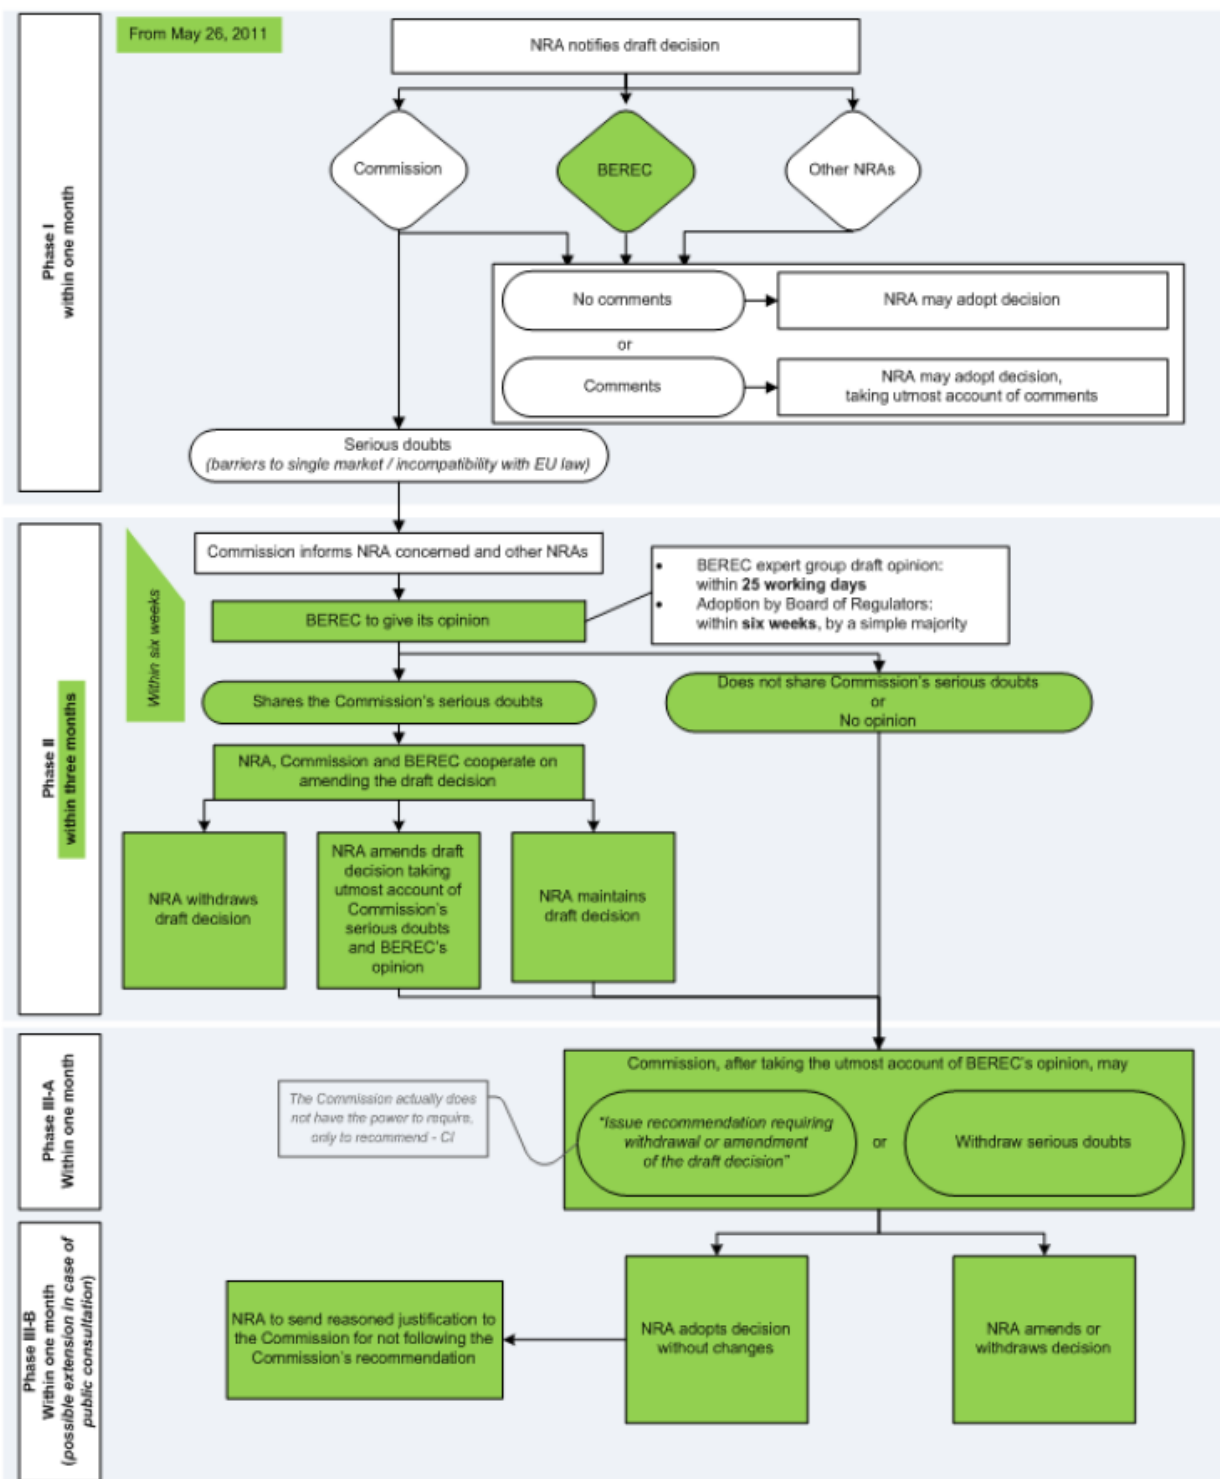 From May 26, 2011
NRA notifies draft decision
Commission
BEREC
Other NRAs
Phase I
within one month
No comments
NRA may adopt decision
or
Comments
NRA may adopt decision,
taking utmost account of comments
Serious doubts
(barriers to single market / incompatibility with EU law)
Phase II
within three months
Within six weeks
Commission informs NRA concerned and other NRAs
• BEREC expert group draft opinion:
within 25 working days
• Adoption by Board of Regulators:
within six weeks, by a simple majority
BEREC to give its opinion
Shares the Commission's serious doubts
Does not share Commission's serious doubts
or
No opinion
NRA, Commission and BEREC cooperate on
amending the draft decision
NRA withdraws
draft decision
NRA amends draft
decision taking
utmost account of
Commission's
serious doubts
and BEREC's
opinion
NRA maintains
draft decision
Phase III-A
Within one month
Commission, after taking the utmost account of BEREC's opinion, may
The Commission actually does
not have the power to require,
only to recommend - CI
"Issue recommendation requiring
withdrawal or amendment
of the draft decision"
or
Withdraw serious doubts
Phase III-B
Within one month
(possible extension in case of
public consultation)
NRA to send reasoned justification to
the Commission for not following the
Commission's recommendation
NRA adopts decision
without changes
NRA amends or
withdraws decision